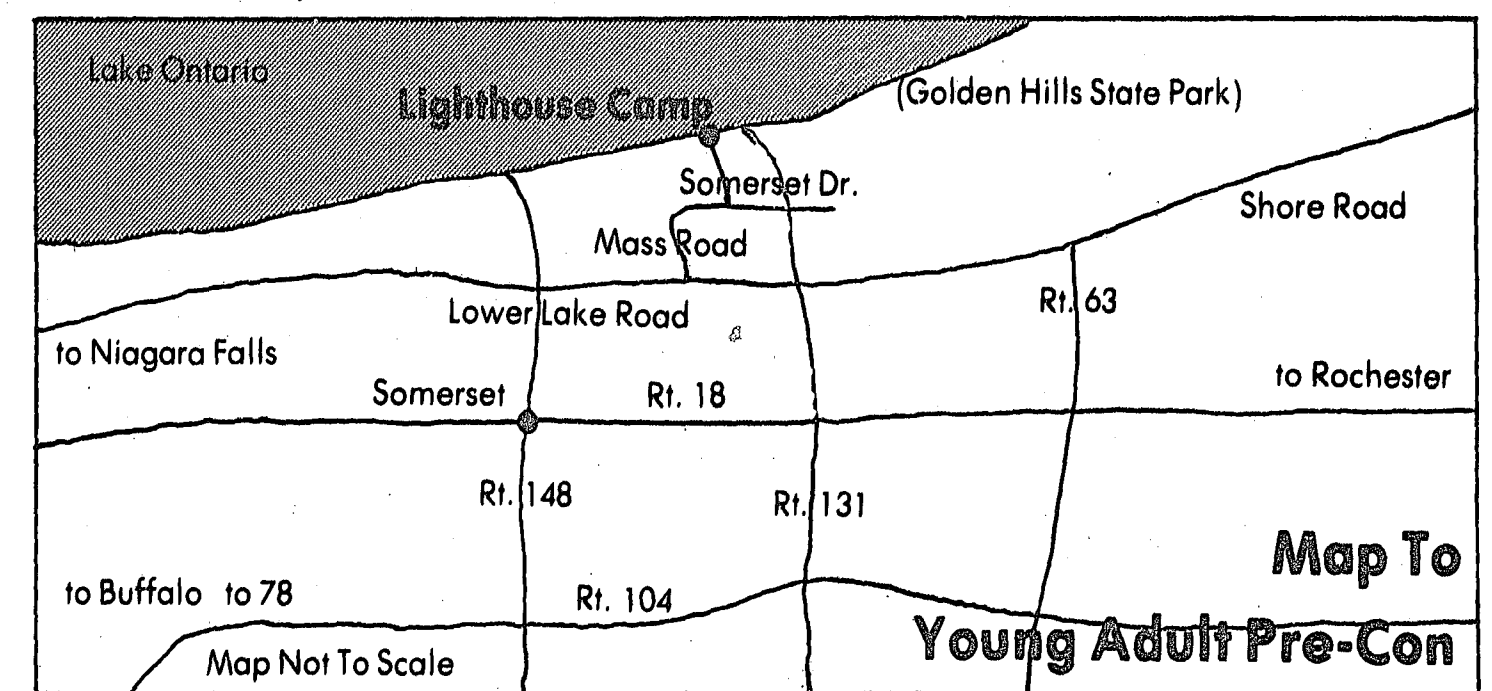 Lake Ontario
Lighthouse Camp
(Golden Hills State Park)
Somerset Dr.
Shore Road
Mass Road
Rt. 63
Lower Lake Road
to Niagara Falls
to Rochester
Somerset
Rt. 18
Rt. 148
Rt. 131
Map To
to Buffalo to 78
Rt. 104
Young Adult Pre-Con
Map Not To Scale